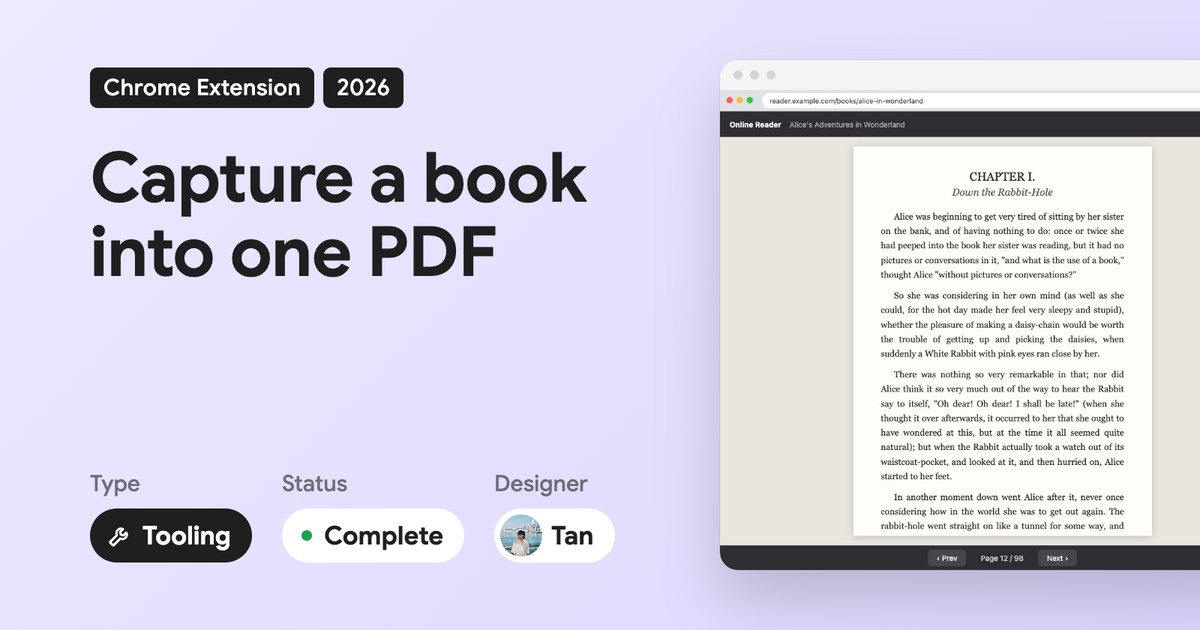 Chrome Extension
2026
Capture a book
into one PDF
Type
Status
Designer
Tooling
Complete
Tan
reader.example.com/books/alice-in-wonderland
Online Reader
Alice's Adventures in Wonderland
CHAPTER I.
Down the Rabbit-Hole
Alice was beginning to get very tired of sitting by her sister
on the bank, and of having nothing to do: once or twice she
had peeped into the book her sister was reading, but it had no
pictures or conversations in it, "and what is the use of a book,"
thought Alice "without pictures or conversations?"
So she was considering in her own mind (as well as she
could, for the hot day made her feel very sleepy and stupid),
whether the pleasure of making a daisy-chain would be worth
the trouble of getting up and picking the daisies, when
suddenly a White Rabbit with pink eyes ran close by her.
There was nothing so very remarkable in that; nor did
Alice think it so very much out of the way to hear the Rabbit
say to itself, "Oh dear! Oh dear! I shall be late!" (when she
thought it over afterwards, it occurred to her that she ought to
have wondered at this, but at the time it all seemed quite
natural); but when the Rabbit actually took a watch out of its
waistcoat-pocket, and looked at it, and then hurried on, Alice
started to her feet.
In another moment down went Alice after it, never once
considering how in the world she was to get out again. The
rabbit-hole went straight on like a tunnel for some way, and
‹ Prev
Page 12 / 98
Next ›